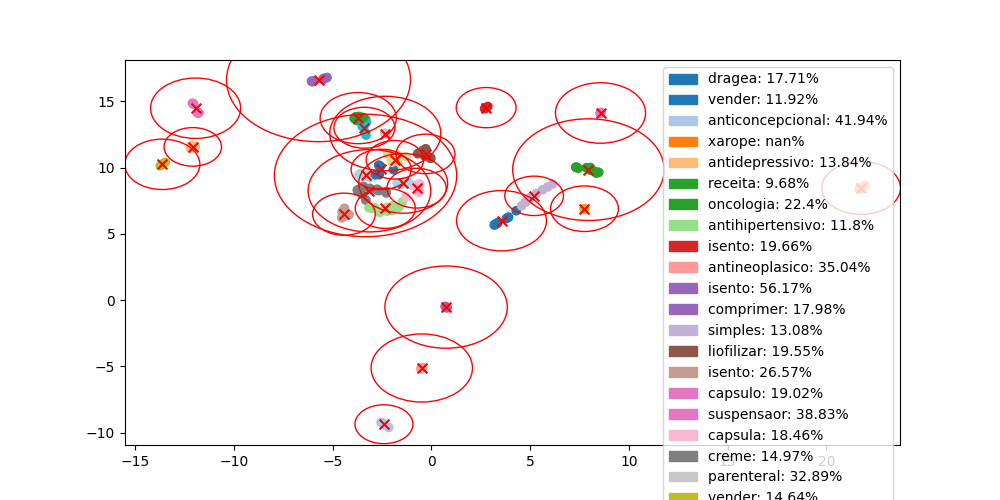 15
10
5
0
−5
−10
−15
−10
−5
0
5
10
15
20
dragea: 17.71%
vender: 11.92%
anticoncepcional: 41.94%
xarope: nan%
antidepressivo: 13.84%
receita: 9.68%
oncologia: 22.4%
antihipertensivo: 11.8%
isento: 19.66%
antineoplasico: 35.04%
isento: 56.17%
comprimer: 17.98%
simples: 13.08%
liofilizar: 19.55%
isento: 26.57%
capsulo: 19.02%
suspensaor: 38.83%
capsula: 18.46%
creme: 14.97%
parenteral: 32.89%
vender: 14.64%